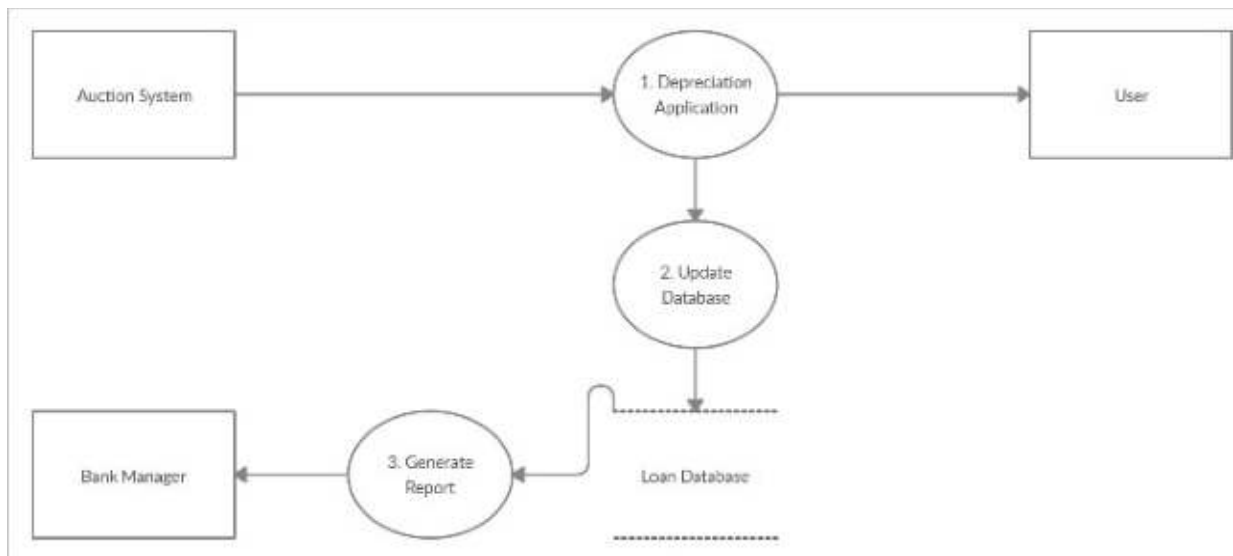 Auction System
1. Depreciation
Application
User
2. Update
Database
Bank Manager
3. Generate
Report
Loan Database